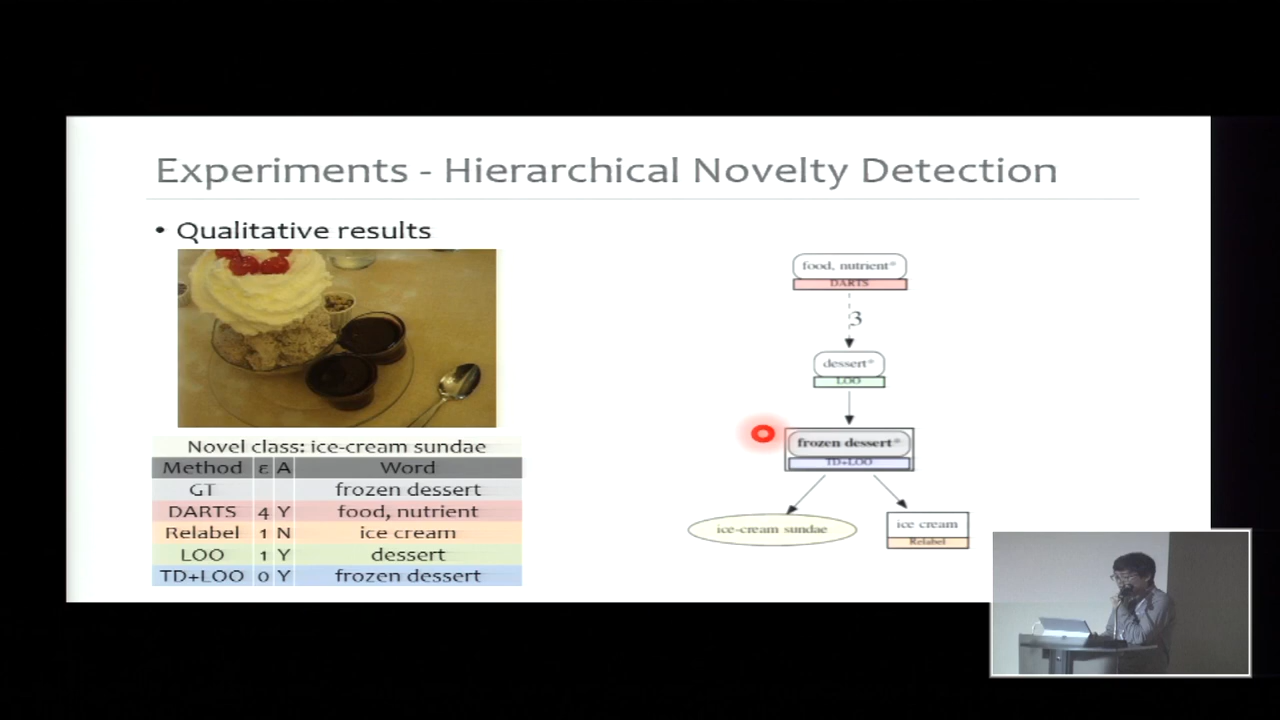 Experiments - Hierarchical Novelty Detection
• Qualitative results
Novel class: ice-cream sundae
Method ε A Word
GT frozen dessert
DARTS 4 Y food, nutrient
Relabel 1 N ice cream
LOO 1 Y dessert
TD+LOO 0 Y frozen dessert
food, nutrient*
DARTS
3
dessert*
LOO
frozen dessert*
TD+LOO
ice-cream sundae
ice cream
Relabel